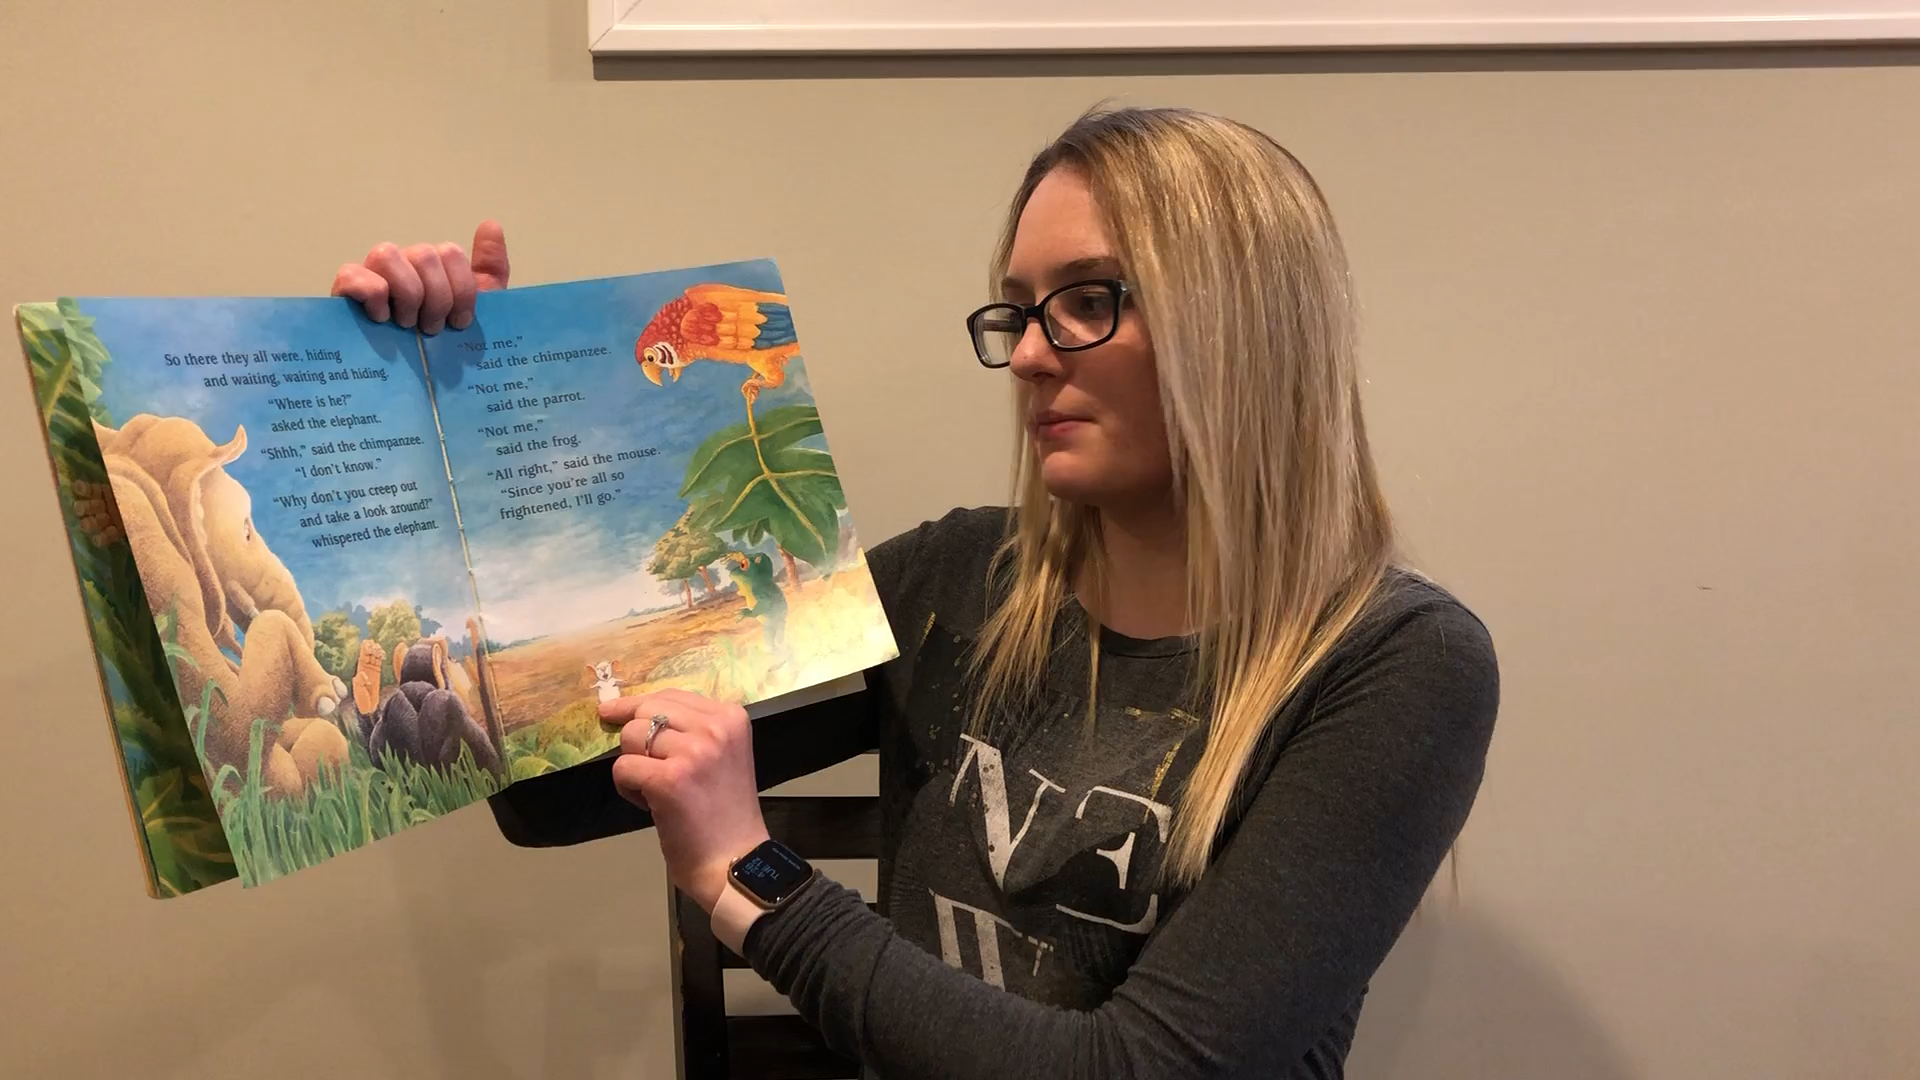 So there they all were, hiding
and waiting, waiting and hiding.
“Where is he?”
asked the elephant.
“Shhh,” said the chimpanzee.
“I don’t know.”
“Why don’t you creep out
and take a look around?”
whispered the elephant.
“Not me,”
said the chimpanzee.
“Not me,”
said the parrot.
“Not me,”
said the frog.
“All right,” said the mouse.
“Since you’re all so
frightened, I’ll go.”
TUE 12
NE